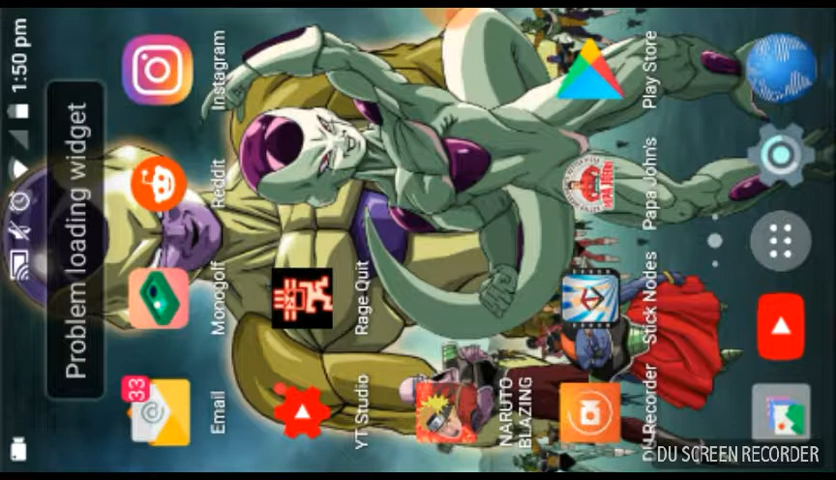 1:50 pm
Problem loading widget
33
Email
Monogolf
Reddit
Instagram
YT Studio
Rage Quit
NARUTO
BLAZING
DU Recorder
Stick Nodes
Papa John's
Play Store
DU SCREEN RECORDER